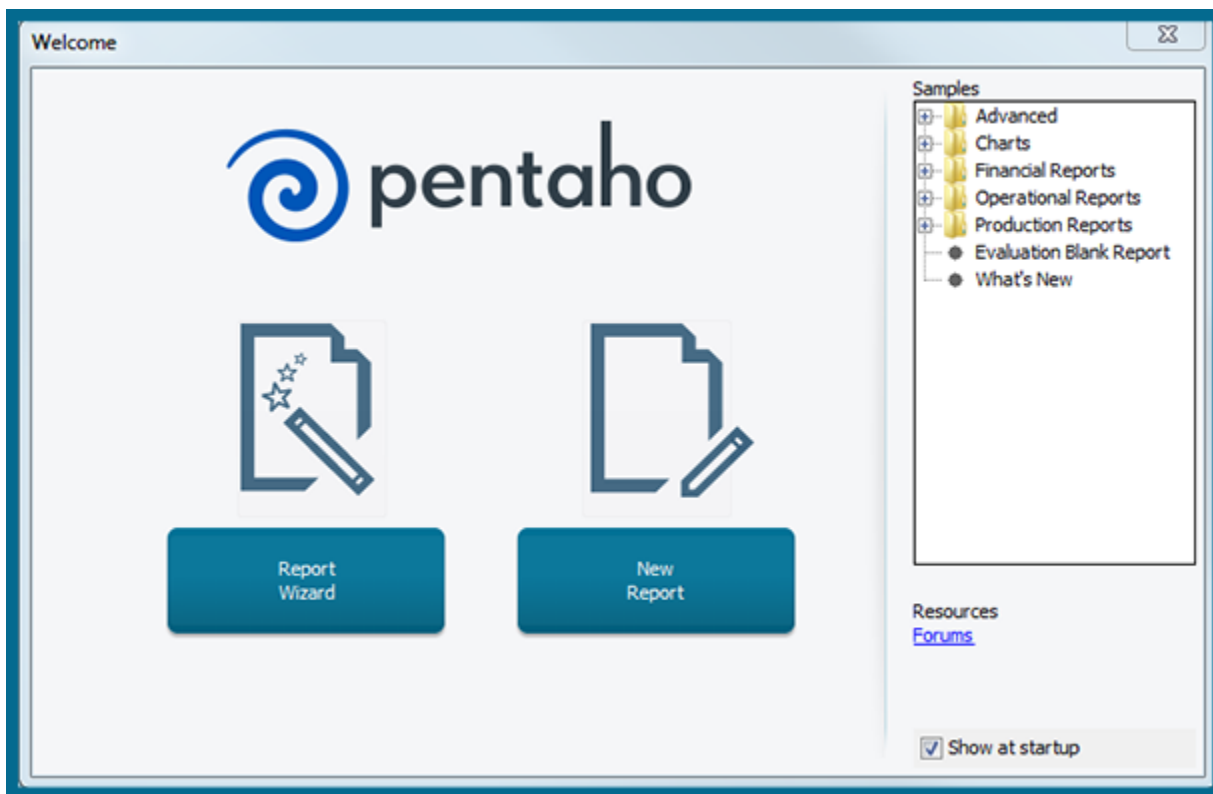 Welcome
pentaho
Report
Wizard
New
Report
Samples
Advanced
Charts
Financial Reports
Operational Reports
Production Reports
Evaluation Blank Report
What's New
Resources
Forums
Show at startup